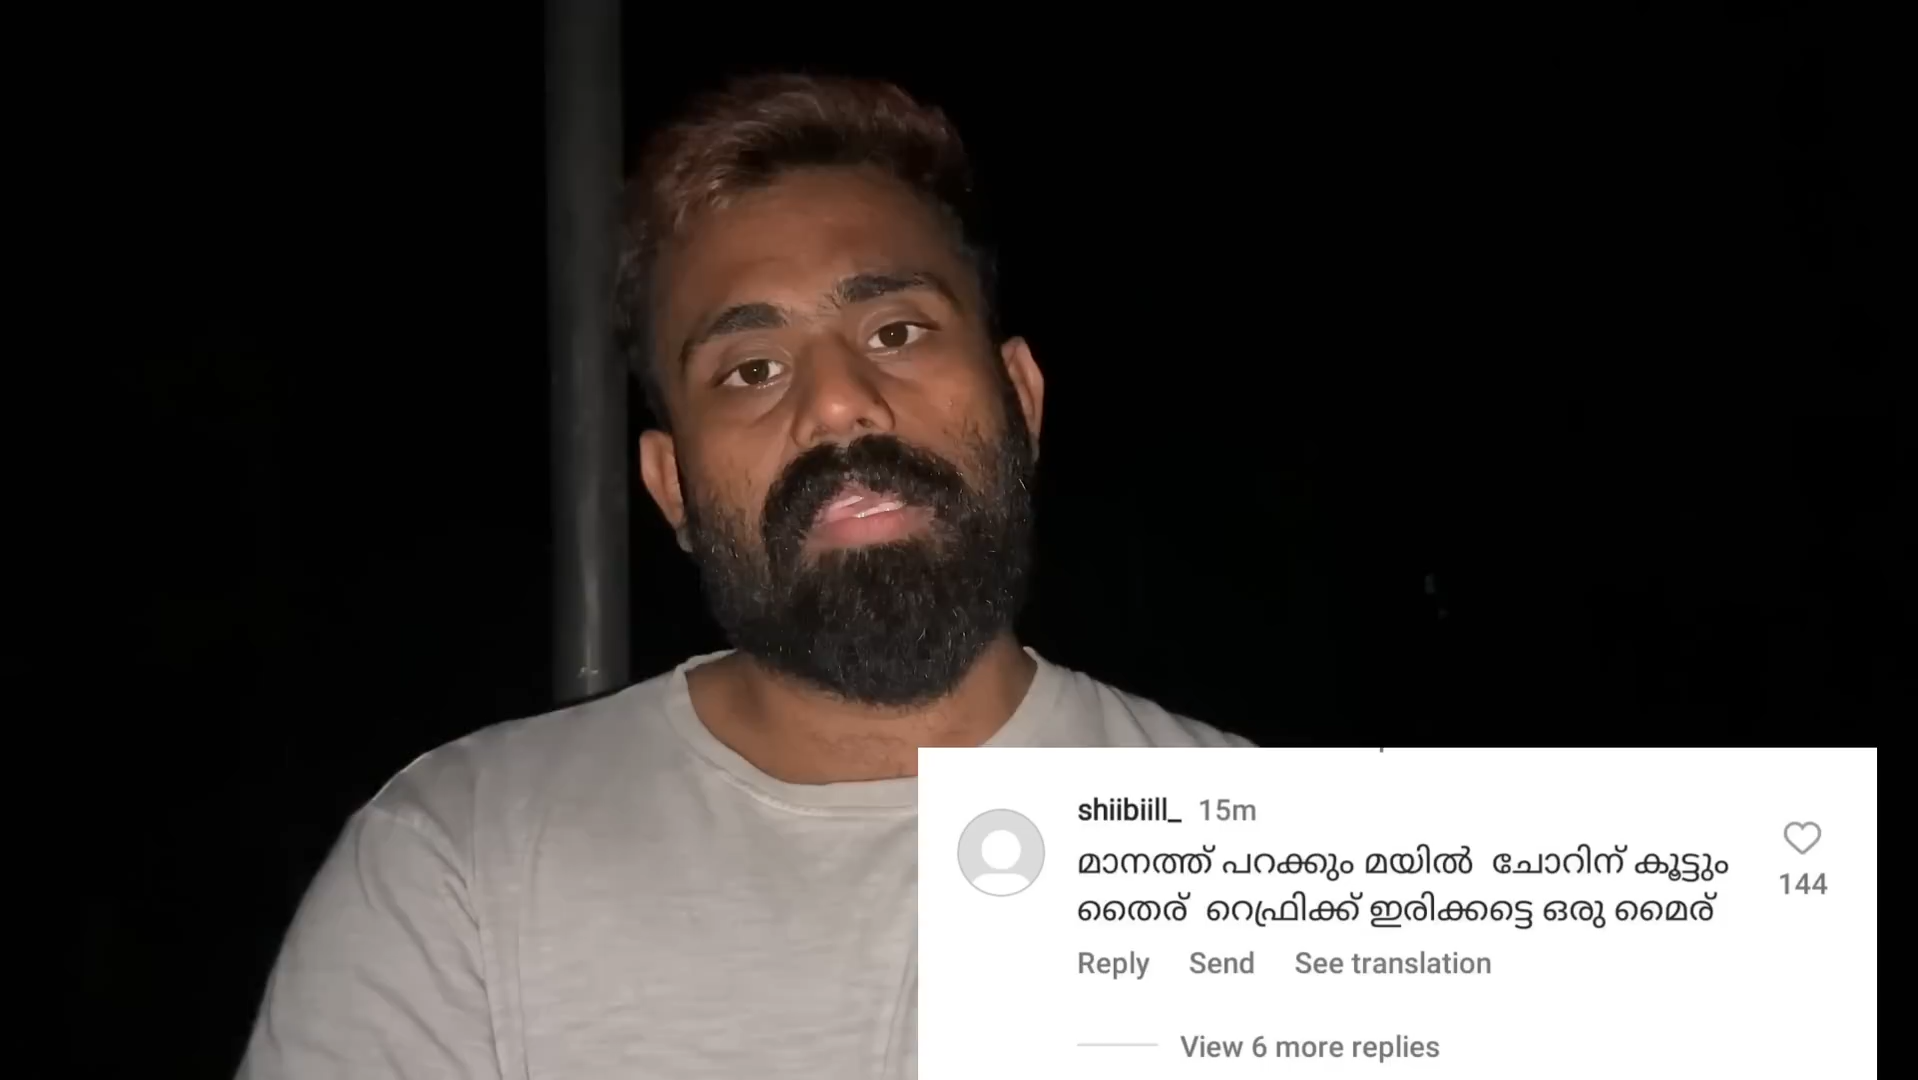 shiibiill_ 15m
മാനത്ത് പറക്കും മയിൽ ചോറിന് കൂട്ടും
തൈര് റെഫ്രിക്ക് ഇരിക്കട്ടെ ഒരു മൈര്
144
Reply Send See translation
View 6 more replies